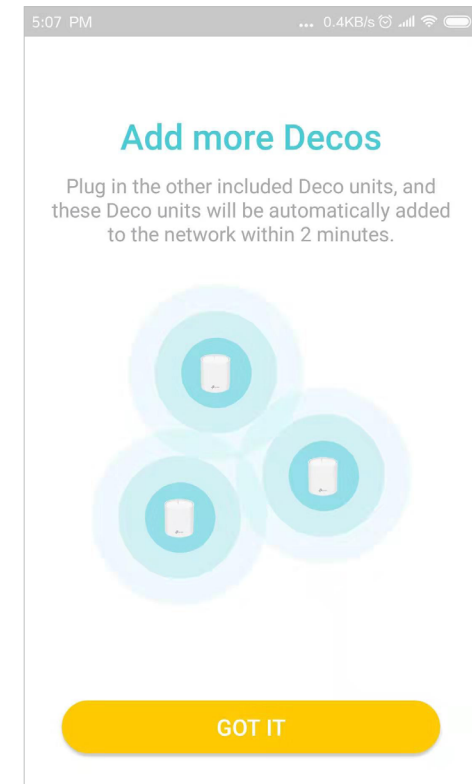 5:07 PM ... 0.4KB/s
Add more Decos
Plug in the other included Deco units, and
these Deco units will be automatically added
to the network within 2 minutes.
GOT IT